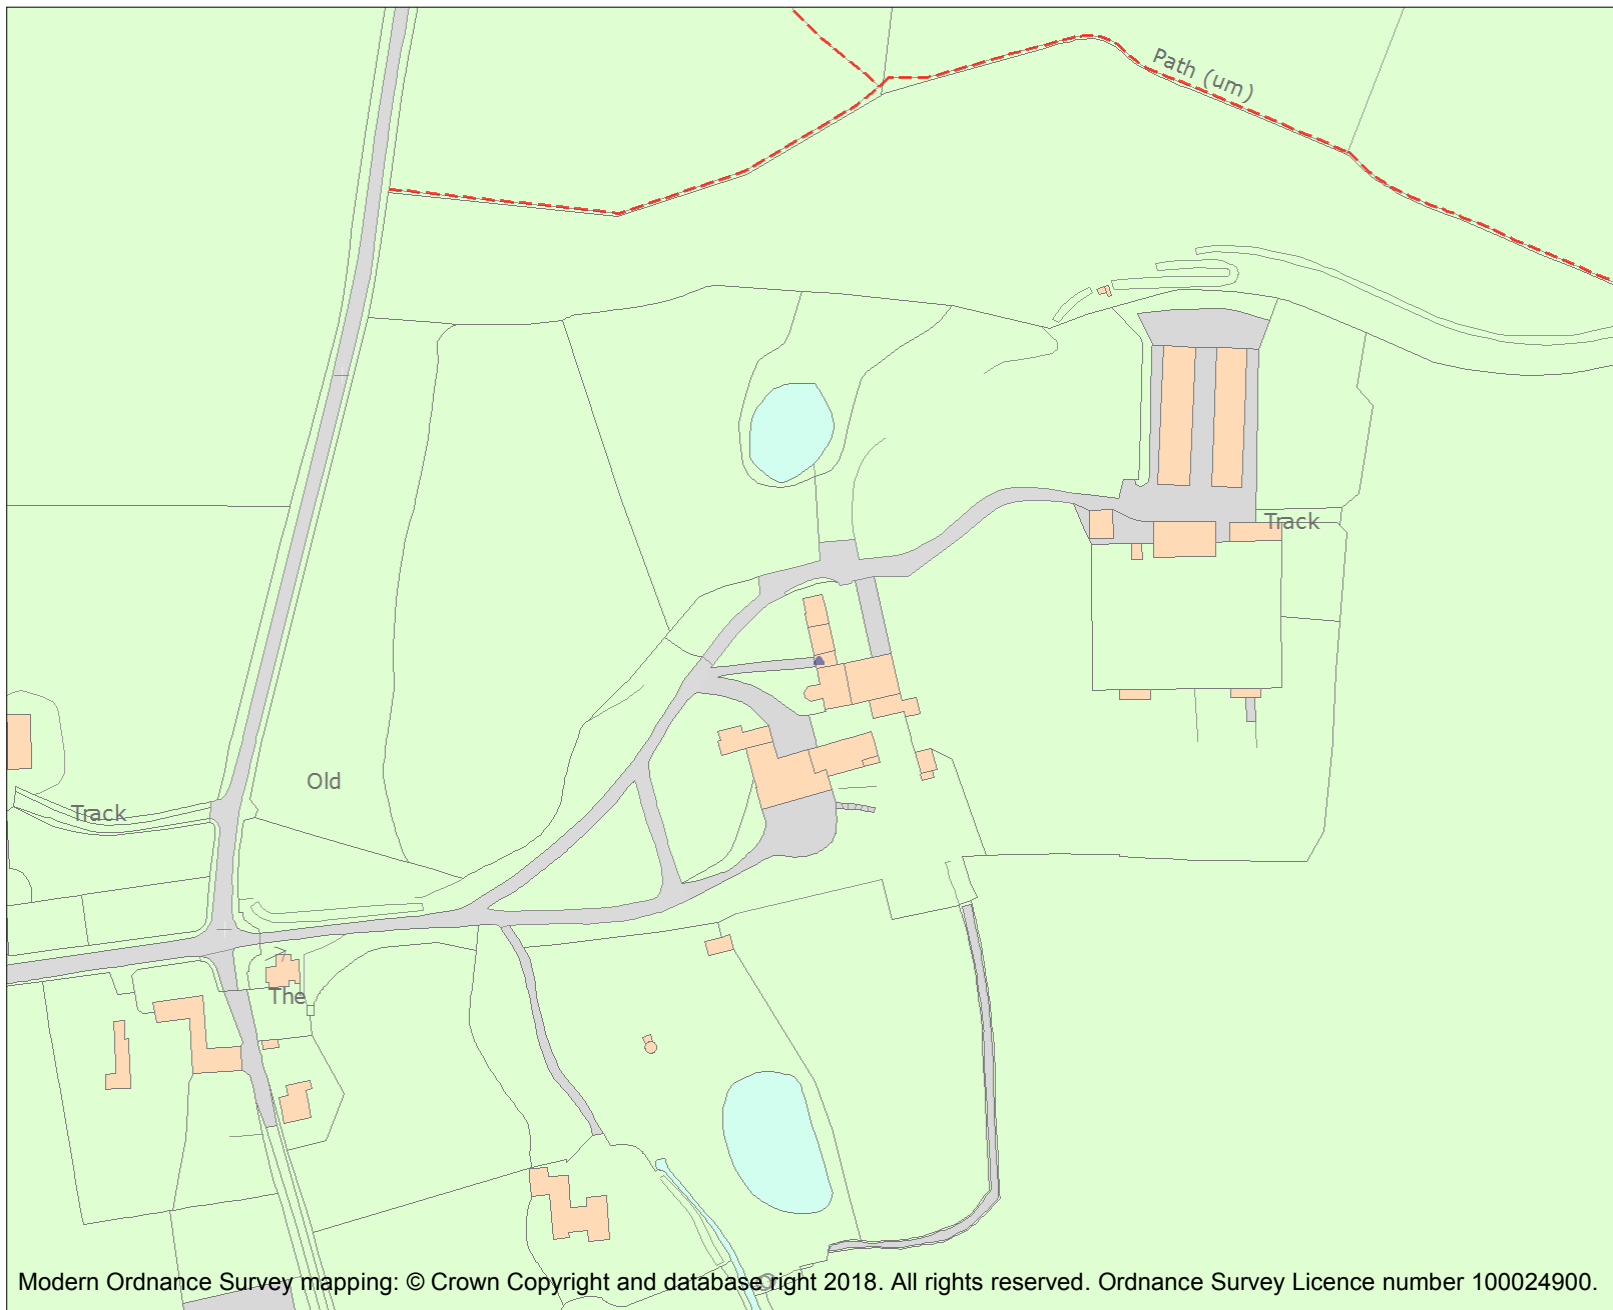 Path (um)
Track
Old
Track
The
Modern Ordnance Survey mapping: © Crown Copyright and database right 2018. All rights reserved. Ordnance Survey Licence number 100024900.